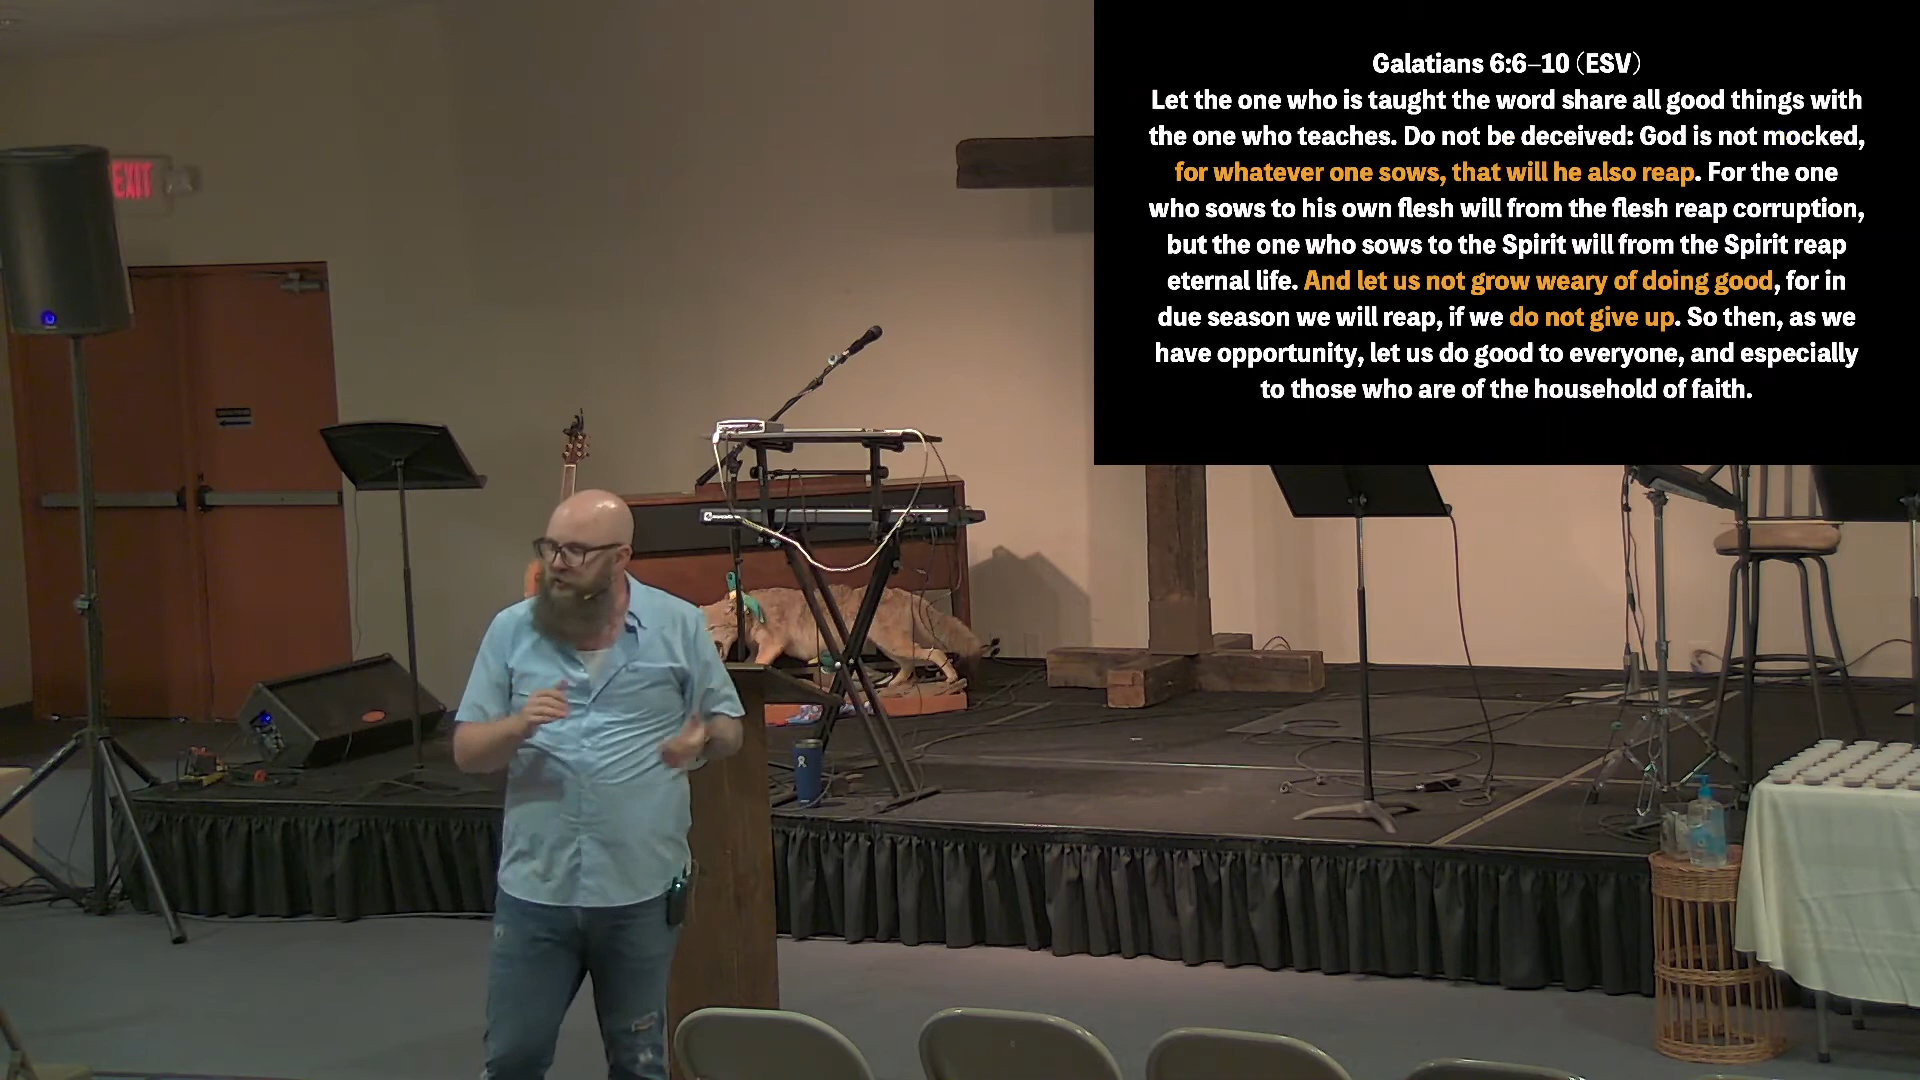 Galatians 6:6–10 (ESV)
Let the one who is taught the word share all good things with
the one who teaches. Do not be deceived: God is not mocked,
for whatever one sows, that will he also reap. For the one
who sows to his own flesh will from the flesh reap corruption,
but the one who sows to the Spirit will from the Spirit reap
eternal life. And let us not grow weary of doing good, for in
due season we will reap, if we do not give up. So then, as we
have opportunity, let us do good to everyone, and especially
to those who are of the household of faith.
EXIT